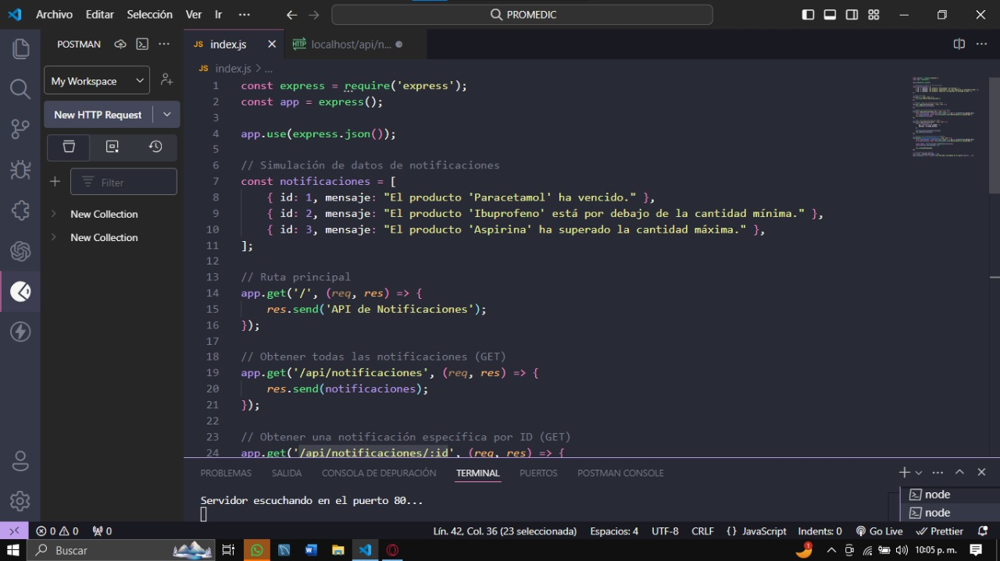 Archivo Editar Selección Ver Ir ··· PROMEDIC
POSTMAN
index.js
localhost/api/n...
My Workspace
index.js > ...
New HTTP Request
Filter
New Collection
New Collection
1 const express = require('express');
2 const app = express();
3
4 app.use(express.json());
5
6 // Simulación de datos de notificaciones
7 const notificaciones = [
8 { id: 1, mensaje: "El producto 'Paracetamol' ha vencido." },
9 { id: 2, mensaje: "El producto 'Ibuprofeno' está por debajo de la cantidad mínima." },
10 { id: 3, mensaje: "El producto 'Aspirina' ha superado la cantidad máxima." },
11 ];
12
13 // Ruta principal
14 app.get('/', (req, res) => {
15 res.send('API de Notificaciones');
16 });
17
18 // Obtener todas las notificaciones (GET)
19 app.get('/api/notificaciones', (req, res) => {
20 res.send(notificaciones);
21 });
22
23 // Obtener una notificación específica por ID (GET)
24 app.get('/api/notificaciones/:id', (req, res) => {
PROBLEMAS SALIDA CONSOLA DE DEPURACIÓN TERMINAL PUERTOS POSTMAN CONSOLE
Servidor escuchando en el puerto 80...
node
node
0 0 0 Lín. 42, Col. 36 (23 seleccionada) Espacios: 4 UTF-8 CRLF {} JavaScript Indents: 0 Go Live Prettier
Buscar 1 10:05 p. m.